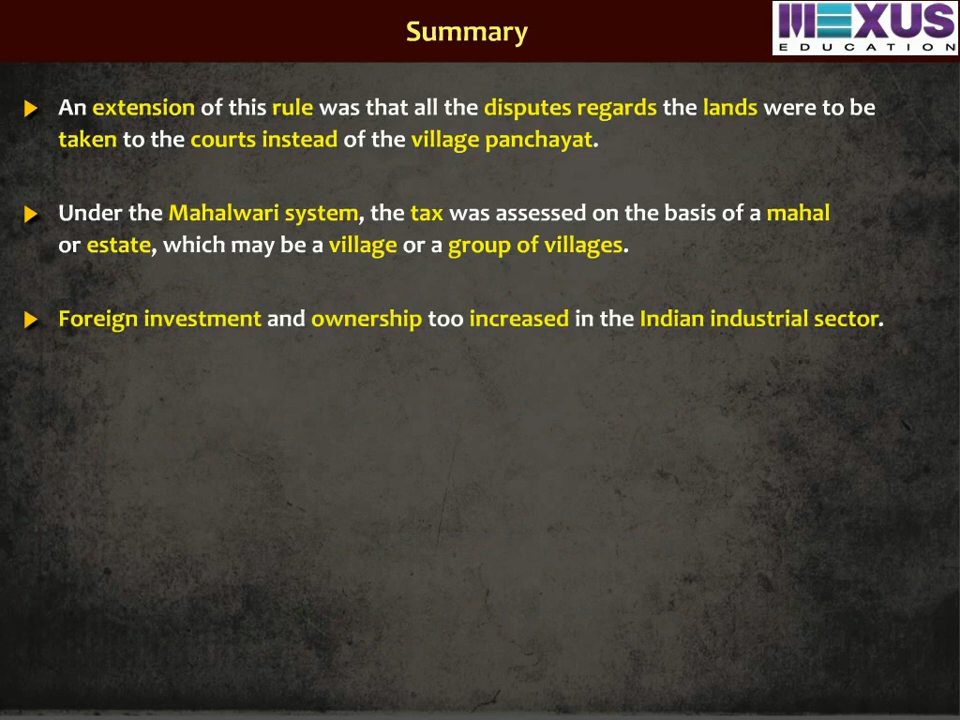 Summary
MEXUS
EDUCATION
An extension of this rule was that all the disputes regards the lands were to be
taken to the courts instead of the village panchayat.
Under the Mahalwari system, the tax was assessed on the basis of a mahal
or estate, which may be a village or a group of villages.
Foreign investment and ownership too increased in the Indian industrial sector.